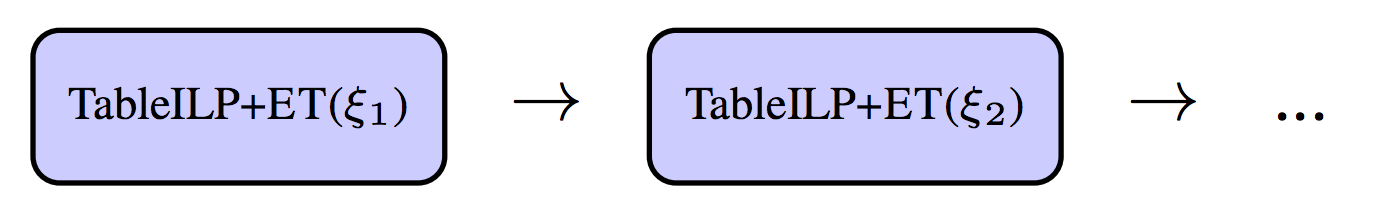 TableILP+ET(ξ₁) → TableILP+ET(ξ₂) → ...